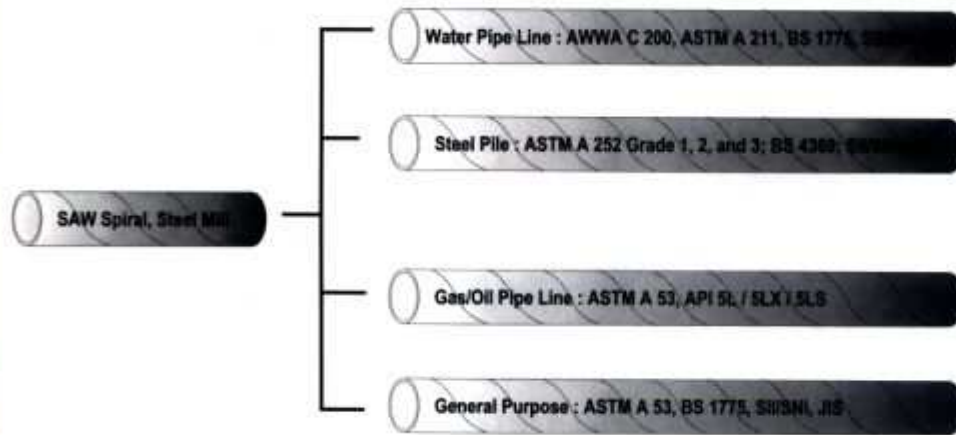 Water Pipe Line : AWWA C 200, ASTM A 211, BS 1775,
Steel Pile : ASTM A 252 Grade 1, 2, and 3; BS 4360;
SAW Spiral, Steel Mill
Gas/Oil Pipe Line : ASTM A 53, API 5L / 5LX / 5LS
General Purpose : ASTM A 53, BS 1775, SII/SNI, JIS